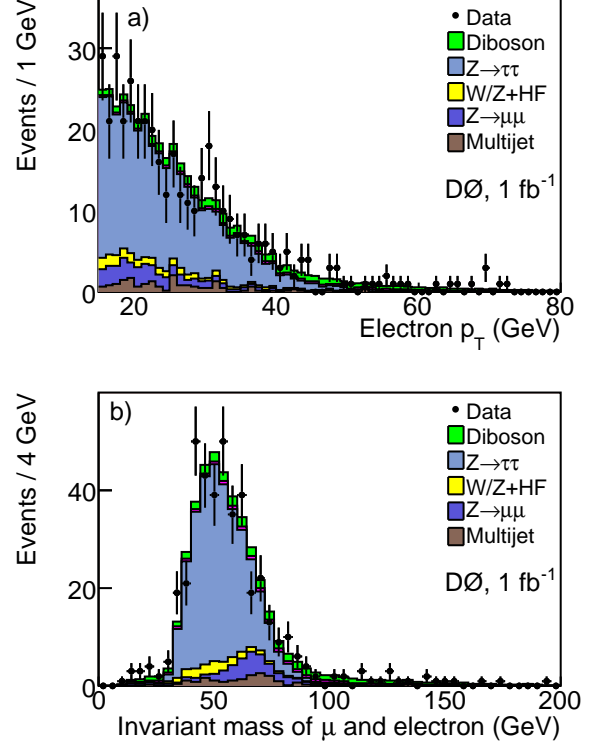 a)
Events / 1 GeV
30
20
10
0
Data
Diboson
Z→ττ
W/Z+HF
Z→μμ
Multijet
DØ, 1 fb⁻¹
20 40 60 80
Electron p_T (GeV)
b)
Events / 4 GeV
40
20
0
Data
Diboson
Z→ττ
W/Z+HF
Z→μμ
Multijet
DØ, 1 fb⁻¹
0 50 100 150 200
Invariant mass of μ and electron (GeV)